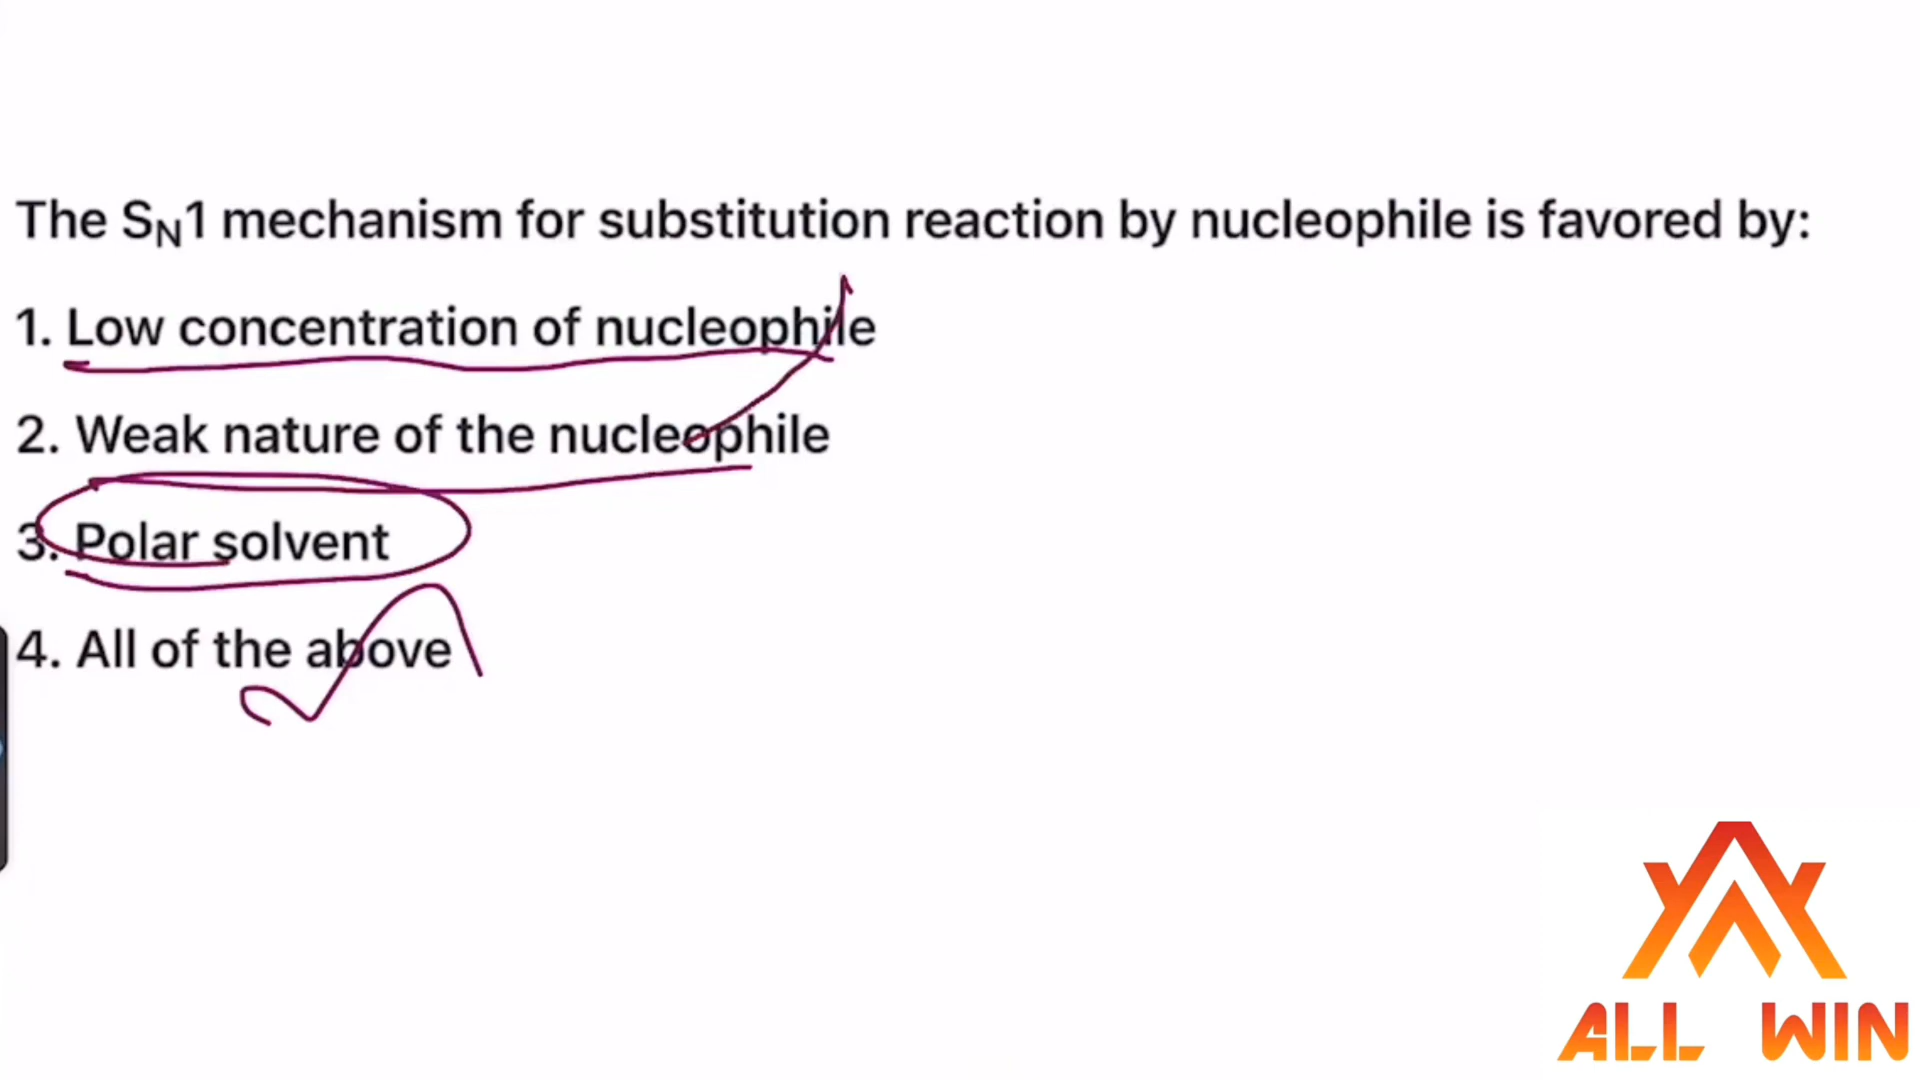 The SN1 mechanism for substitution reaction by nucleophile is favored by:
1. Low concentration of nucleophile
2. Weak nature of the nucleophile
3. Polar solvent
4. All of the above
ALL WIN